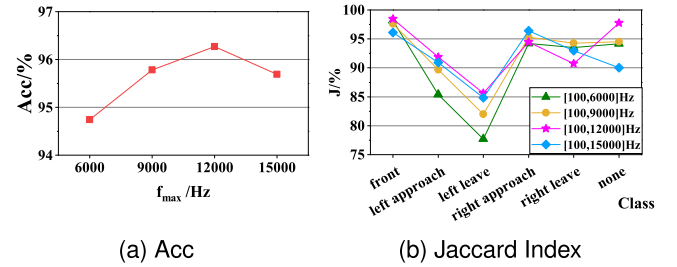 97
96
95
94
Acc/%
6000 9000 12000 15000
f_max /Hz
(a) Acc
100
95
90
85
80
75
J/%
[100,6000]Hz
[100,9000]Hz
[100,12000]Hz
[100,15000]Hz
front
left approach
left leave
right approach
right leave
none
Class
(b) Jaccard Index